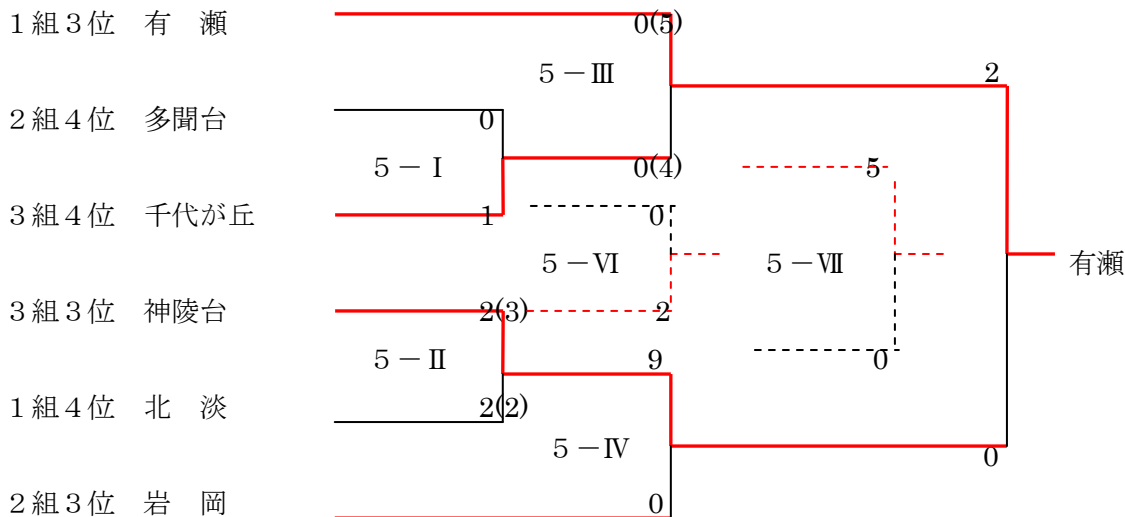 １組３位　有　瀬
0(5)
５－Ⅲ
2
２組４位　多聞台
0
５－Ⅰ
0(4)
5
３組４位　千代が丘
1
0
５－Ⅵ
５－Ⅶ
有瀬
３組３位　神陵台
2(3)
2
５－Ⅱ
9
0
１組４位　北　淡
2(2)
５－Ⅳ
0
２組３位　岩　岡
0